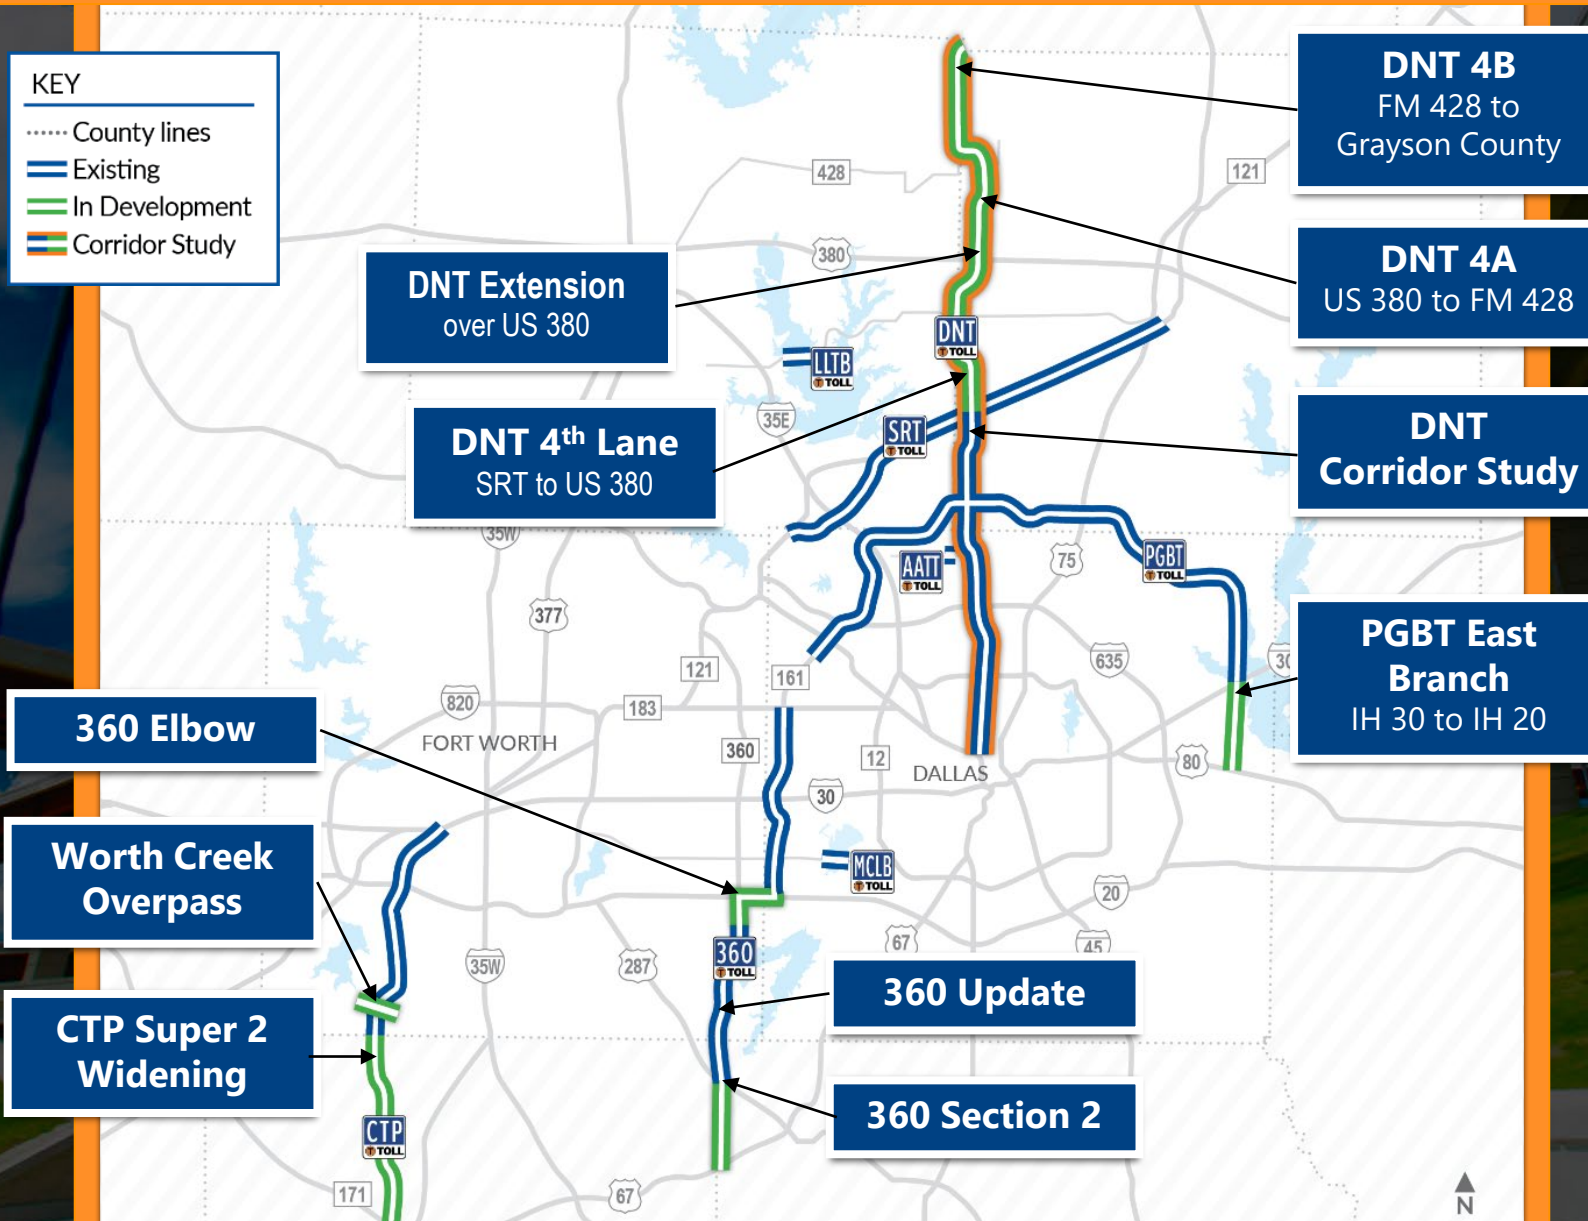 KEY
County lines
Existing
In Development
Corridor Study
DNT 4B
FM 428 to
Grayson County
428
121
380
DNT Extension
over US 380
DNT 4A
US 380 to FM 428
DNT
TOLL
LLTB
TOLL
35E
SRT
TOLL
DNT 4th Lane
SRT to US 380
DNT
Corridor Study
35W
AATT
TOLL
75
PGBT
TOLL
377
121
161
635
30
PGBT East
Branch
IH 30 to IH 20
820
183
360 Elbow
FORT WORTH
360
12
DALLAS
80
30
Worth Creek
Overpass
MCLB
TOLL
20
67
45
35W
287
360
TOLL
360 Update
CTP Super 2
Widening
360 Section 2
CTP
TOLL
171
67
N